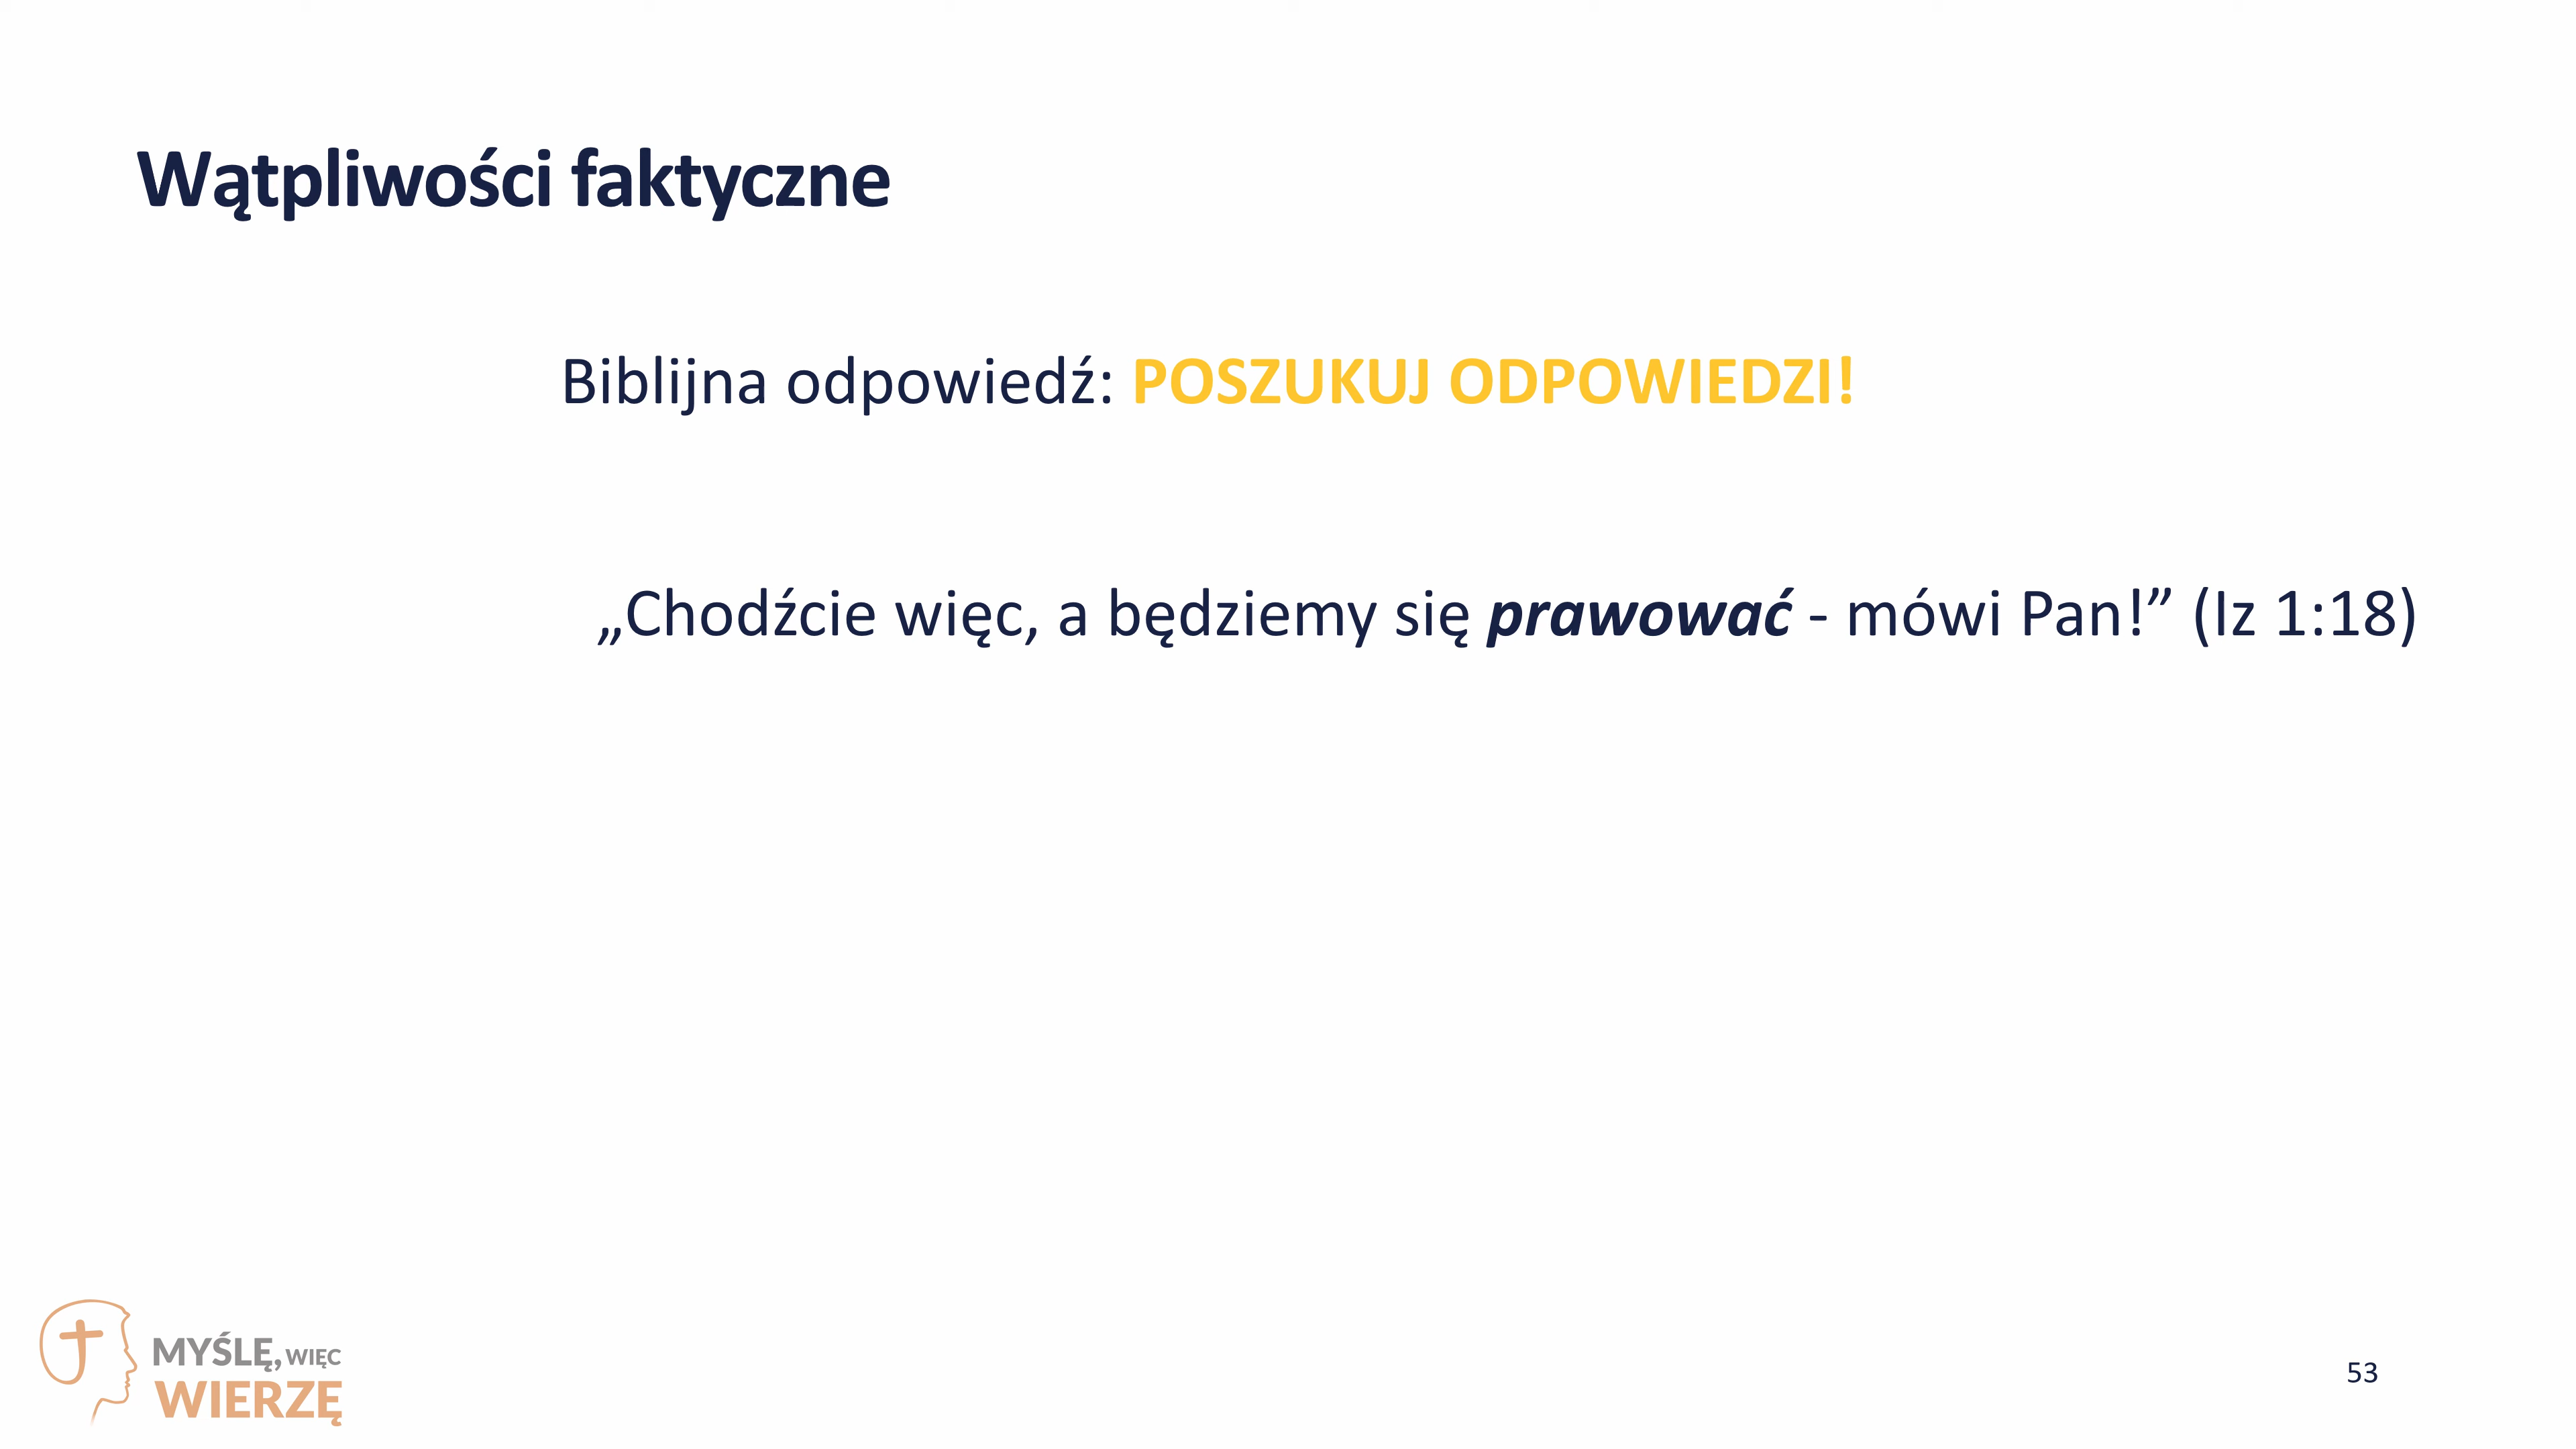 Wątpliwości faktyczne
Biblijna odpowiedź: POSZUKUJ ODPOWIEDZI!
„Chodźcie więc, a będziemy się prawować - mówi Pan!” (Iz 1:18)
MYŚLĘ, WIĘC
WIERZĘ
53